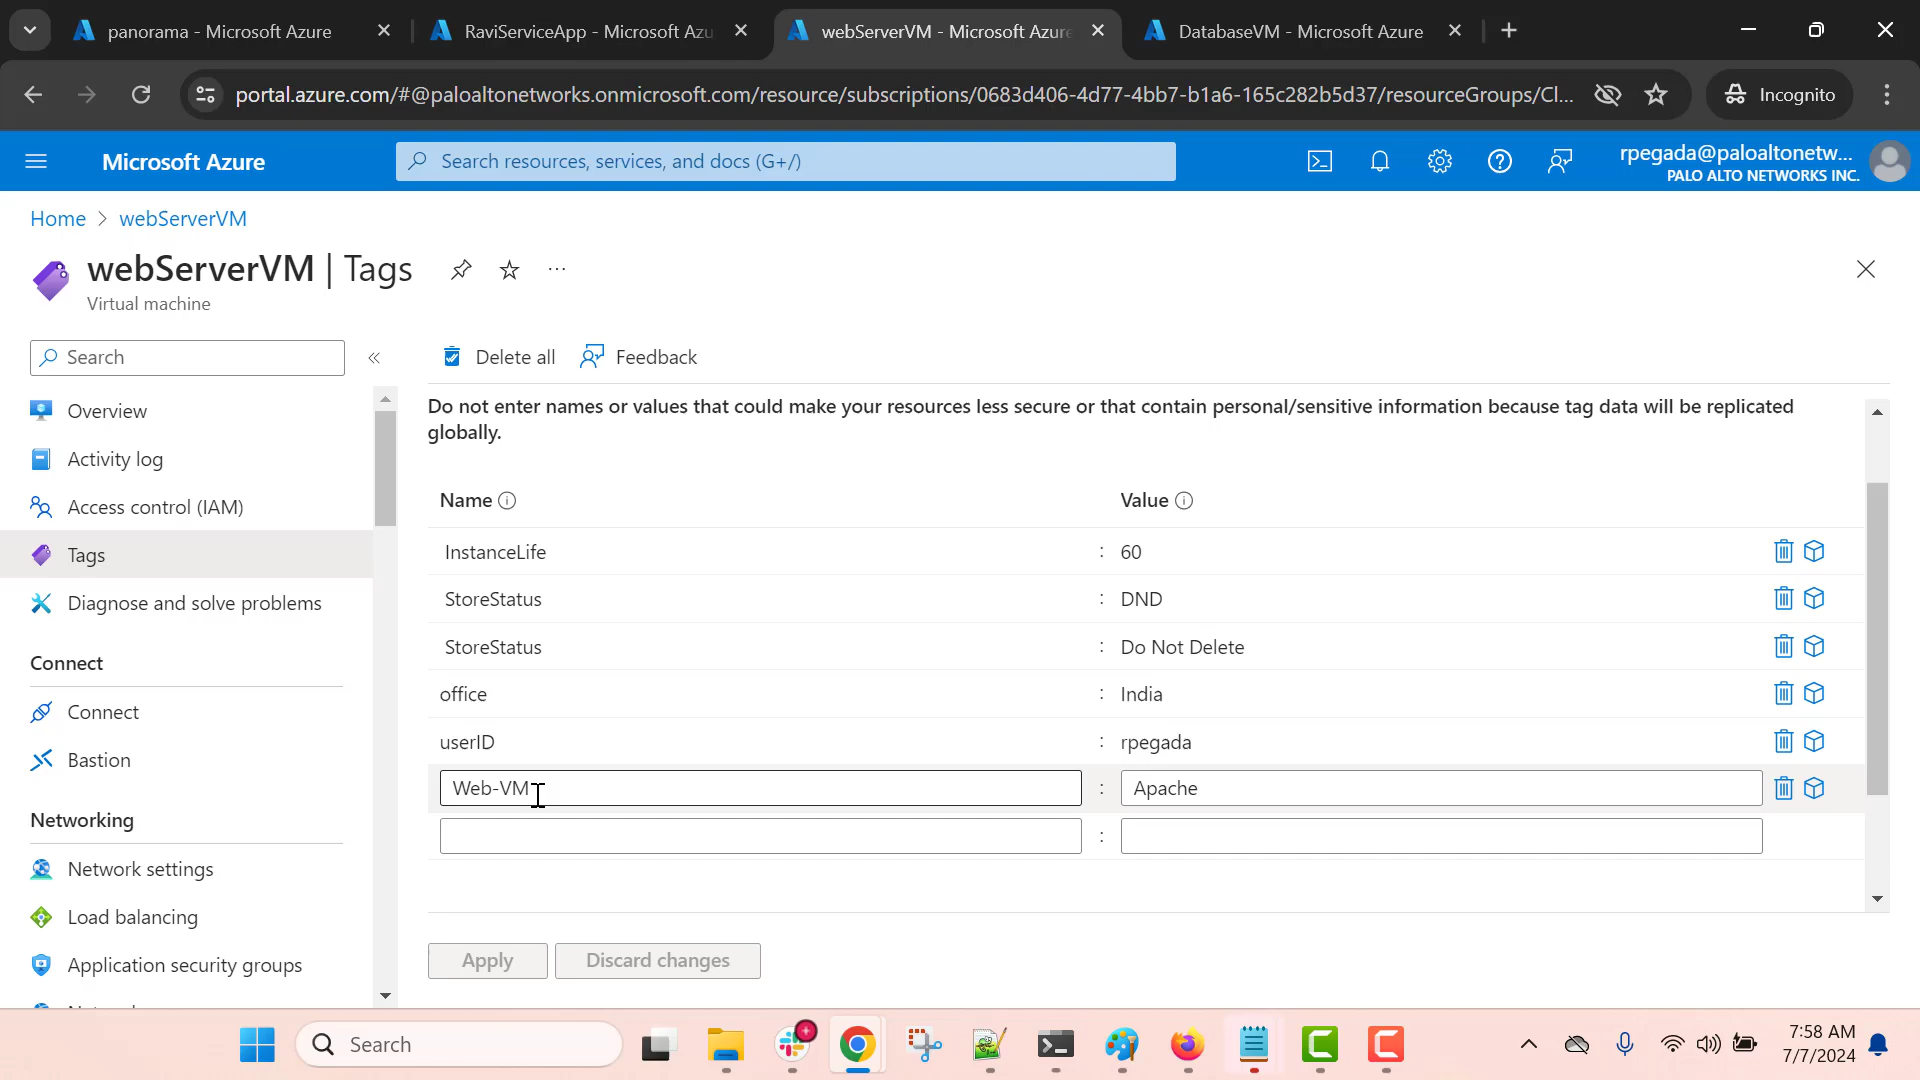 panorama - Microsoft Azure
RaviServiceApp - Microsoft Azu
webServerVM - Microsoft Azure
DatabaseVM - Microsoft Azure
portal.azure.com/#@paloaltonetworks.onmicrosoft.com/resource/subscriptions/0683d406-4d77-4bb7-b1a6-165c282b5d37/resourceGroups/Cl...
Incognito
Microsoft Azure
Search resources, services, and docs (G+/)
rpegada@paloaltonetw...
PALO ALTO NETWORKS INC.
Home > webServerVM
webServerVM | Tags
Virtual machine
Search
Overview
Activity log
Access control (IAM)
Tags
Diagnose and solve problems
Connect
Connect
Bastion
Networking
Network settings
Load balancing
Application security groups
Delete all
Feedback
Do not enter names or values that could make your resources less secure or that contain personal/sensitive information because tag data will be replicated
globally.
Name
Value
InstanceLife : 60
StoreStatus : DND
StoreStatus : Do Not Delete
office : India
userID : rpegada
Web-VM : Apache
:
Apply
Discard changes
Search
7:58 AM
7/7/2024